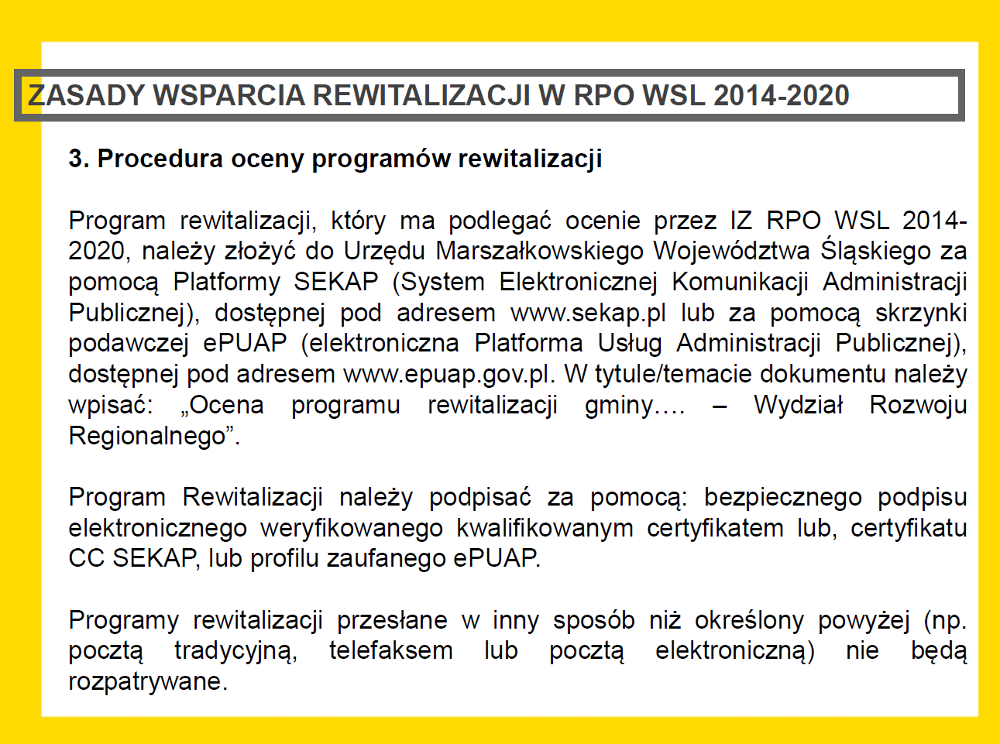 ZASADY WSPARCIA REWITALIZACJI W RPO WSL 2014-2020
3. Procedura oceny programów rewitalizacji
Program rewitalizacji, który ma podlegać ocenie przez IZ RPO WSL 2014-
2020, należy złożyć do Urzędu Marszałkowskiego Województwa Śląskiego za
pomocą Platformy SEKAP (System Elektronicznej Komunikacji Administracji
Publicznej), dostępnej pod adresem www.sekap.pl lub za pomocą skrzynki
podawczej ePUAP (elektroniczna Platforma Usług Administracji Publicznej),
dostępnej pod adresem www.epuap.gov.pl. W tytule/temacie dokumentu należy
wpisać: „Ocena programu rewitalizacji gminy…. – Wydział Rozwoju
Regionalnego”.
Program Rewitalizacji należy podpisać za pomocą: bezpiecznego podpisu
elektronicznego weryfikowanego kwalifikowanym certyfikatem lub, certyfikatu
CC SEKAP, lub profilu zaufanego ePUAP.
Programy rewitalizacji przesłane w inny sposób niż określony powyżej (np.
pocztą tradycyjną, telefaksem lub pocztą elektroniczną) nie będą
rozpatrywane.